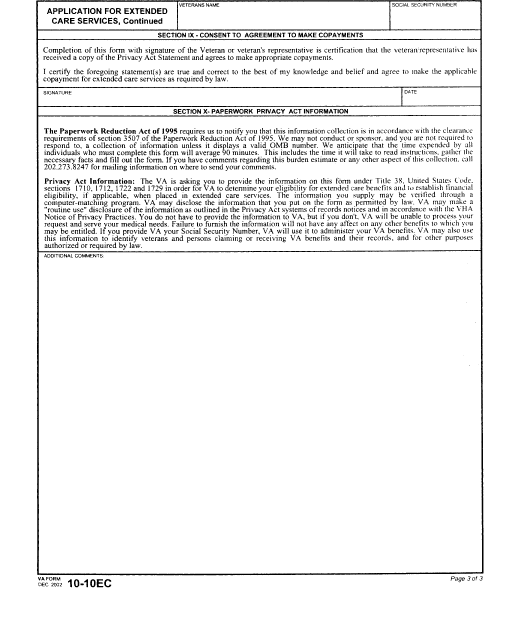 APPLICATION FOR EXTENDED
CARE SERVICES, Continued
VETERANS NAME
SOCIAL SECURITY NUMBER
SECTION IX - CONSENT TO AGREEMENT TO MAKE COPAYMENTS
Completion of this form with signature of the Veteran or veteran's representative is certification that the veteran/representative has
received a copy of the Privacy Act Statement and agrees to make appropriate copayments.
I certify the foregoing statement(s) are true and correct to the best of my knowledge and belief and agree to make the applicable
copayment for extended care services as required by law.
SIGNATURE
DATE
SECTION X- PAPERWORK PRIVACY ACT INFORMATION
The Paperwork Reduction Act of 1995 requires us to notify you that this information collection is in accordance with the clearance
requirements of section 3507 of the Paperwork Reduction Act of 1995. We may not conduct or sponsor, and you are not required to
respond to, a collection of information unless it displays a valid OMB number. We anticipate that the time expended by all
individuals who must complete this form will average 90 minutes. This includes the time it will take to read instructions, gather the
necessary facts and fill out the form. If you have comments regarding this burden estimate or any other aspect of this collection, call
202.273.8247 for mailing information on where to send your comments.
Privacy Act Information: The VA is asking you to provide the information on this form under Title 38, United States Code,
sections 1710, 1712, 1722 and 1729 in order for VA to determine your eligibility for extended care benefits and to establish financial
eligibility, if applicable, when placed in extended care services. The information you supply may be verified through a
computer-matching program. VA may disclose the information that you put on the form as permitted by law. VA may make a
"routine use" disclosure of the information as outlined in the Privacy Act systems of records notices and in accordance with the VHA
Notice of Privacy Practices. You do not have to provide the information to VA, but if you don't, VA will be unable to process your
request and serve your medical needs. Failure to furnish the information will not have any affect on any other benefits to which you
may be entitled. If you provide VA your Social Security Number, VA will use it to administer your VA benefits. VA may also use
this information to identify veterans and persons claiming or receiving VA benefits and their records, and for other purposes
authorized or required by law.
ADDITIONAL COMMENTS:
VA FORM
DEC 2002 10-10EC
Page 3 of 3